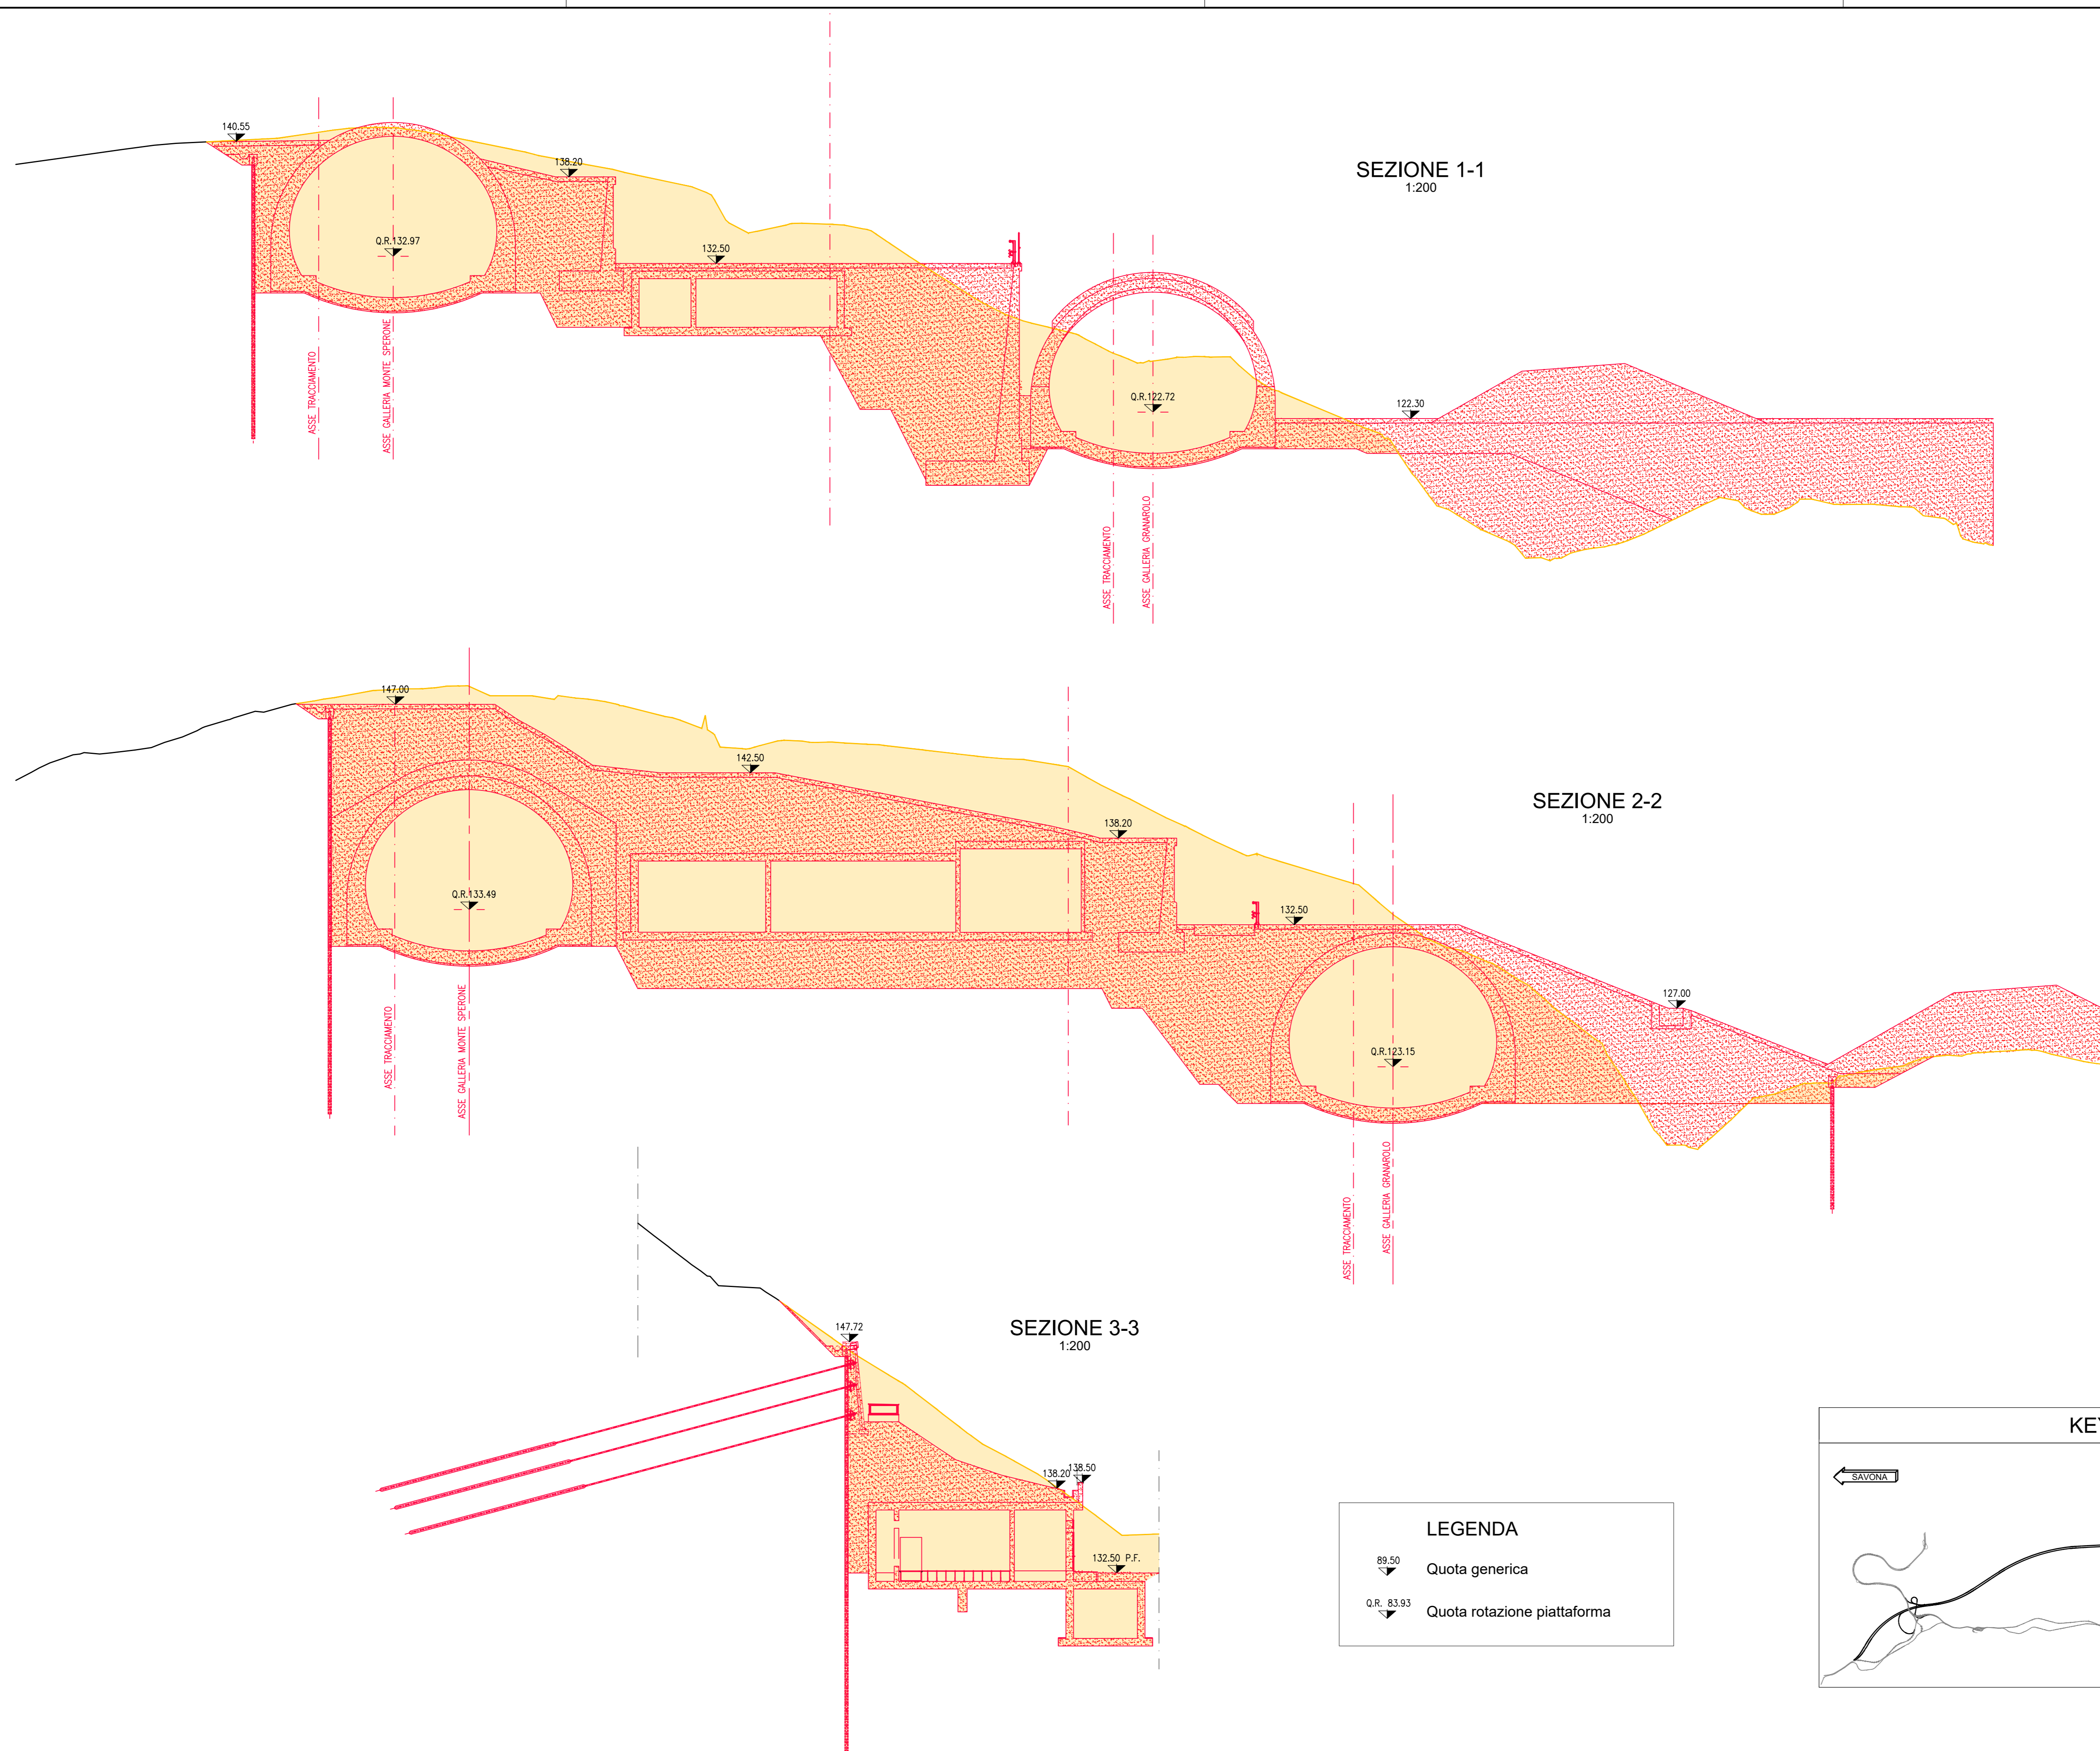 140.55
138.20
SEZIONE 1-1
1:200
Q.R.132.97
132.50
ASSE TRACCIAMENTO
ASSE GALLERIA MONTE SPERONE
Q.R.122.72
122.30
ASSE TRACCIAMENTO
ASSE GALLERIA GRANAROLO
147.00
142.50
SEZIONE 2-2
1:200
138.20
Q.R.133.49
132.50
127.00
ASSE TRACCIAMENTO
ASSE GALLERIA MONTE SPERONE
Q.R.123.15
ASSE TRACCIAMENTO
ASSE GALLERIA GRANAROLO
SEZIONE 3-3
1:200
147.72
138.20
138.50
132.50 P.F.
LEGENDA
89.50
Quota generica
Q.R. 83.93
Quota rotazione piattaforma
KEY
SAVONA